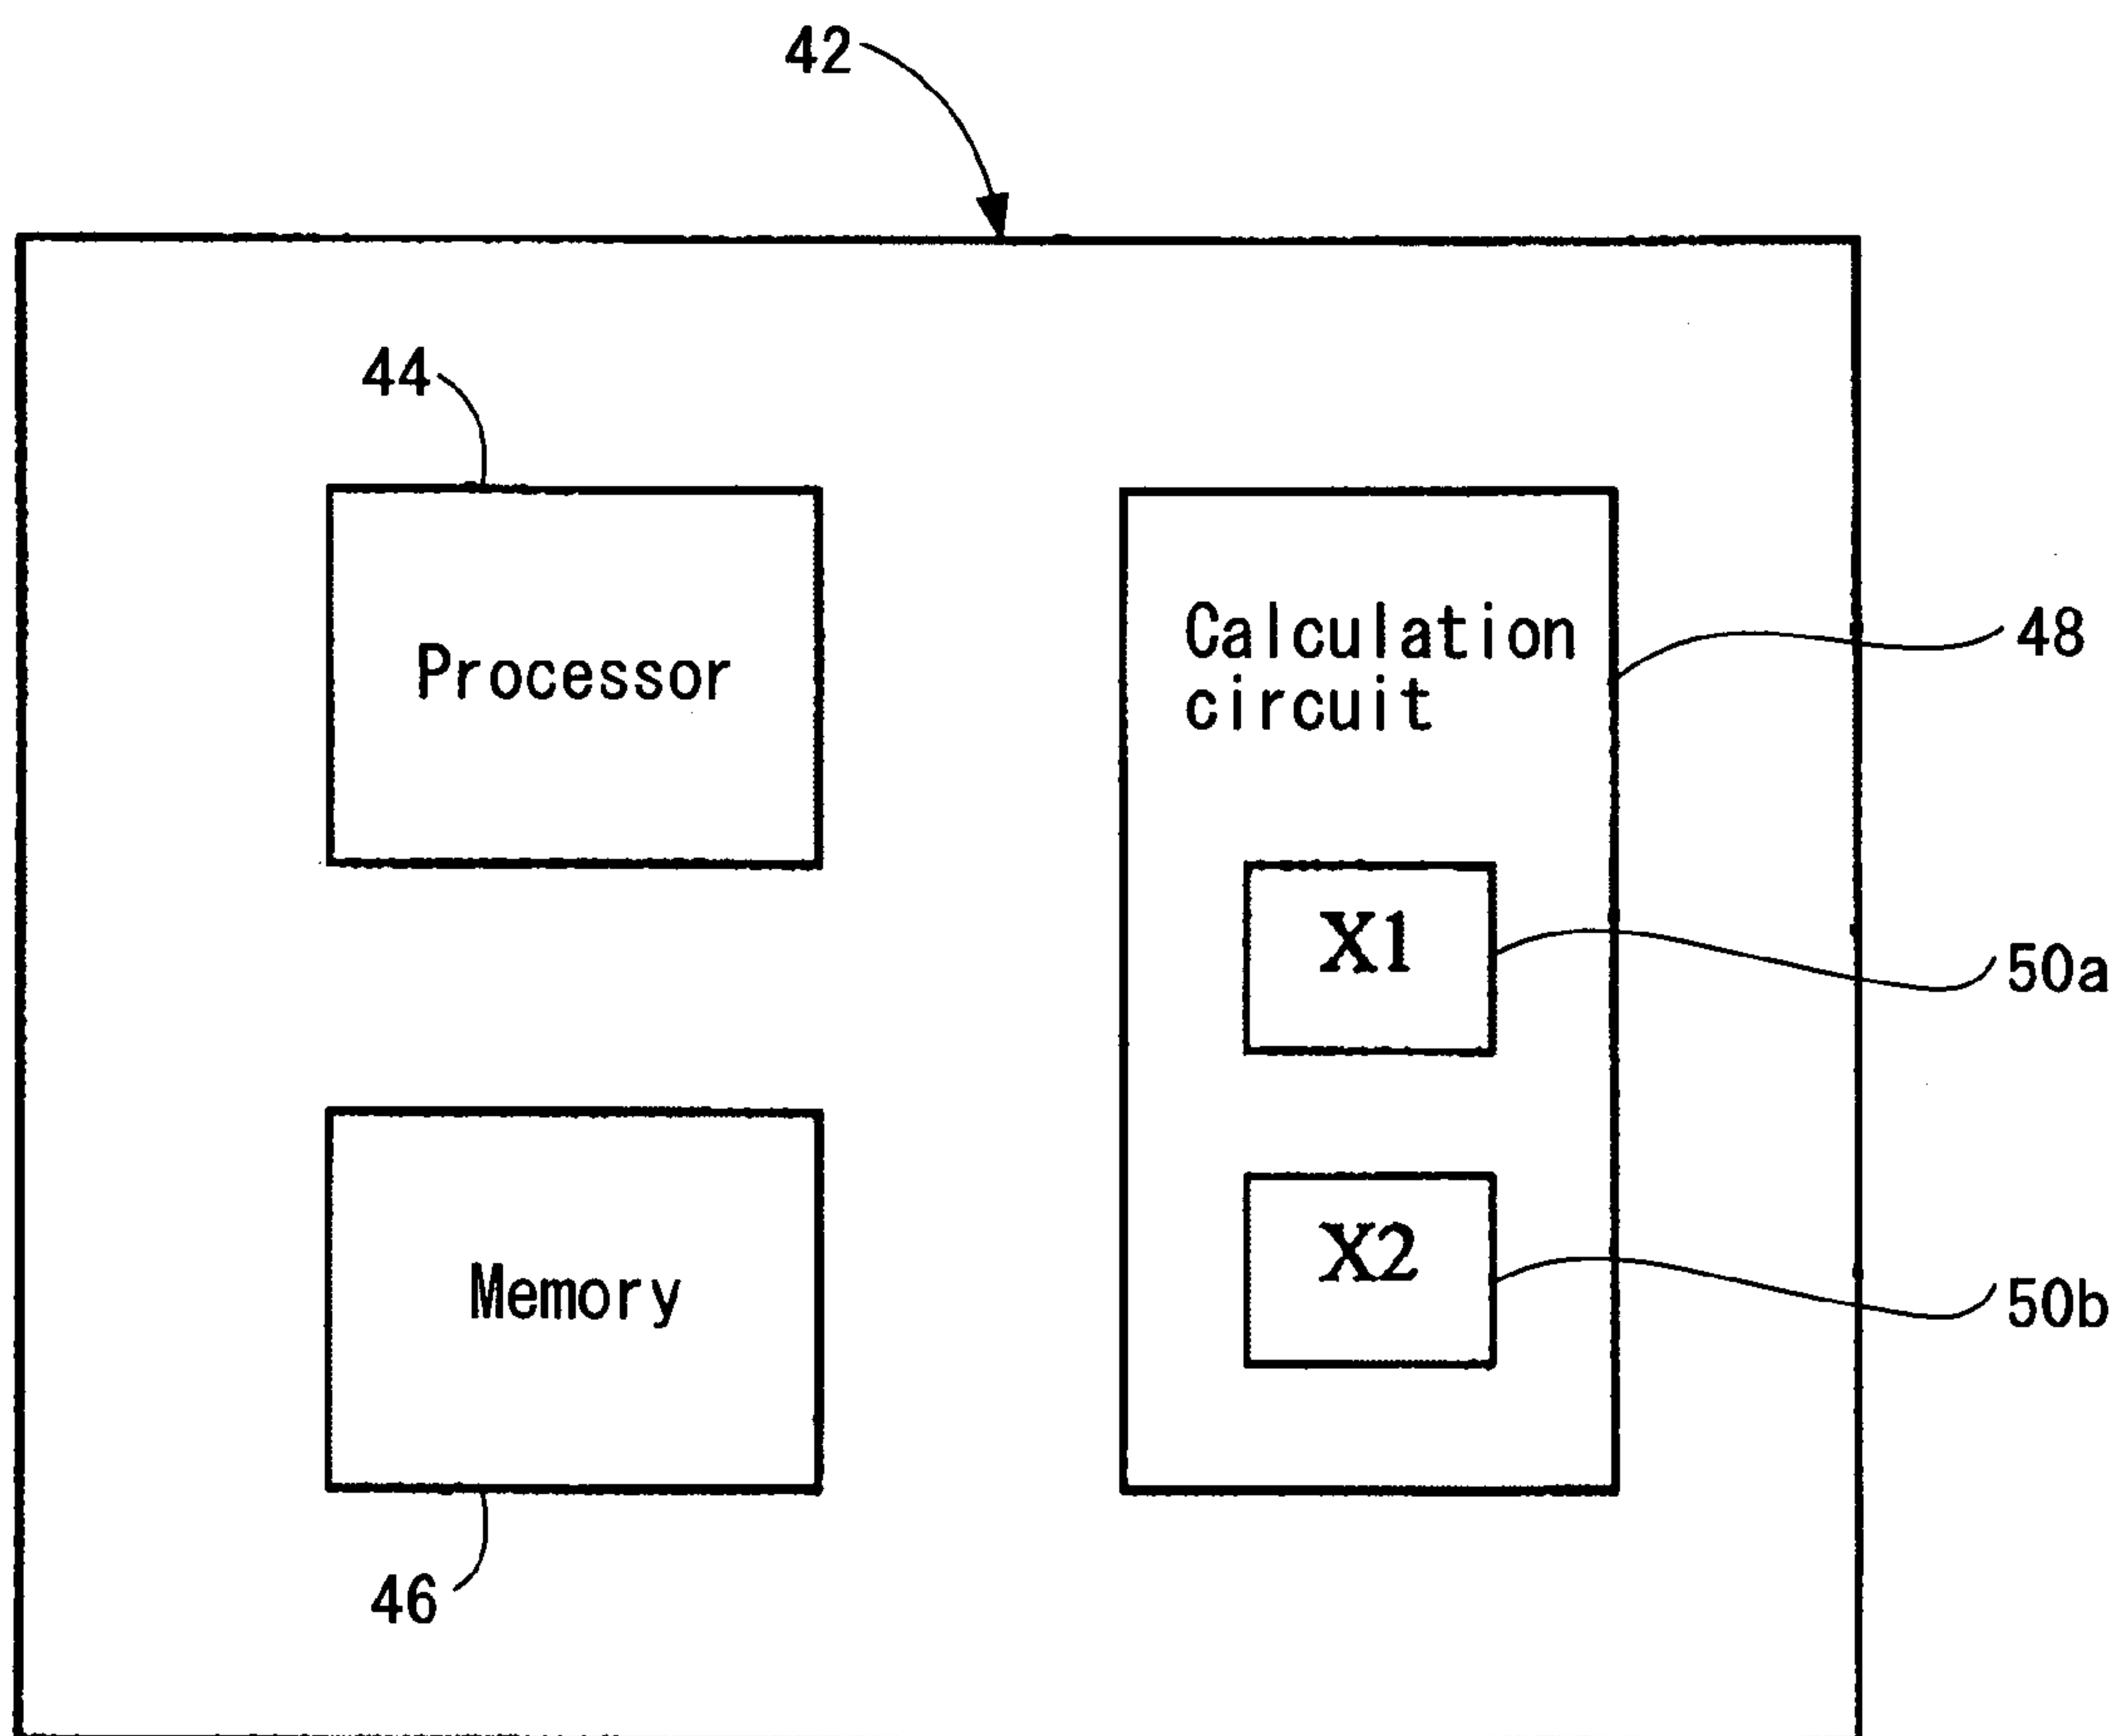 42
44
Processor
Calculation
circuit
48
X1
50a
Memory
X2
50b
46